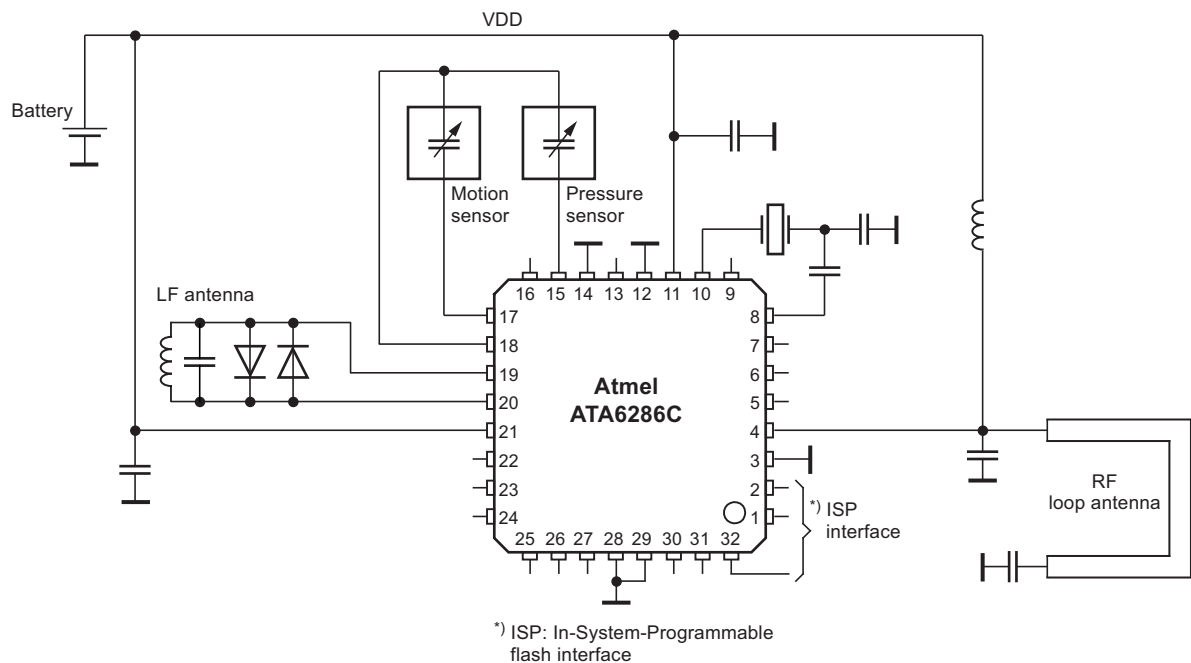 VDD
Battery
Motion
sensor
Pressure
sensor
LF antenna
16 15 14 13 12 11 10 9
17
18
19
20
21
22
23
24
8
7
6
5
4
3
2
1
Atmel
ATA6286C
25 26 27 28 29 30 31 32
*) ISP
interface
RF
loop antenna
*) ISP: In-System-Programmable
flash interface